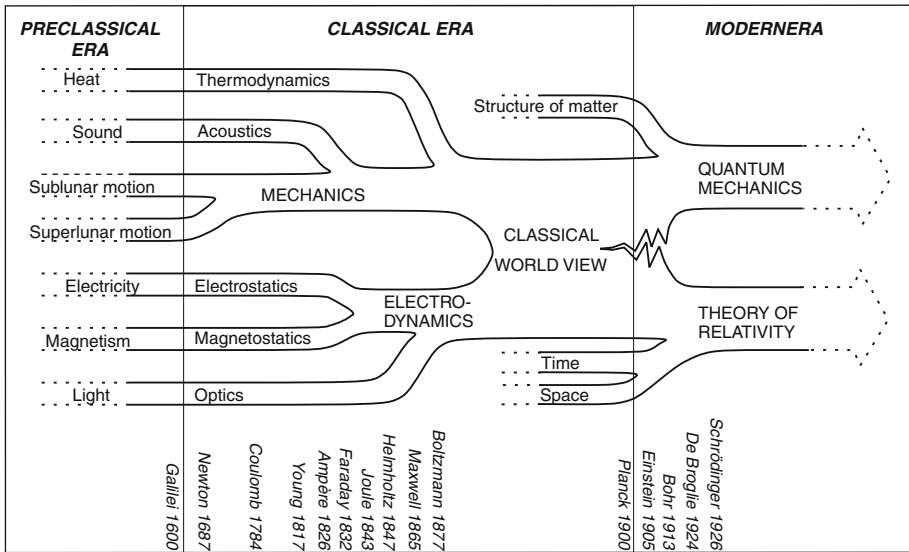 PRECLASSICAL
ERA
CLASSICAL ERA
MODERNERA
Heat
Thermodynamics
Structure of matter
Sound
Acoustics
QUANTUM
MECHANICS
Sublunar motion
MECHANICS
Superlunar motion
CLASSICAL
WORLD VIEW
Electricity
Electrostatics
ELECTRO-
DYNAMICS
THEORY OF
RELATIVITY
Magnetism
Magnetostatics
Time
Light
Optics
Space
Galilei 1600
Newton 1687
Coulomb 1784
Young 1817
Ampère 1826
Faraday 1832
Joule 1843
Helmholtz 1847
Maxwell 1865
Boltzmann 1877
Planck 1900
Einstein 1905
Bohr 1913
De Broglie 1924
Schrödinger 1926